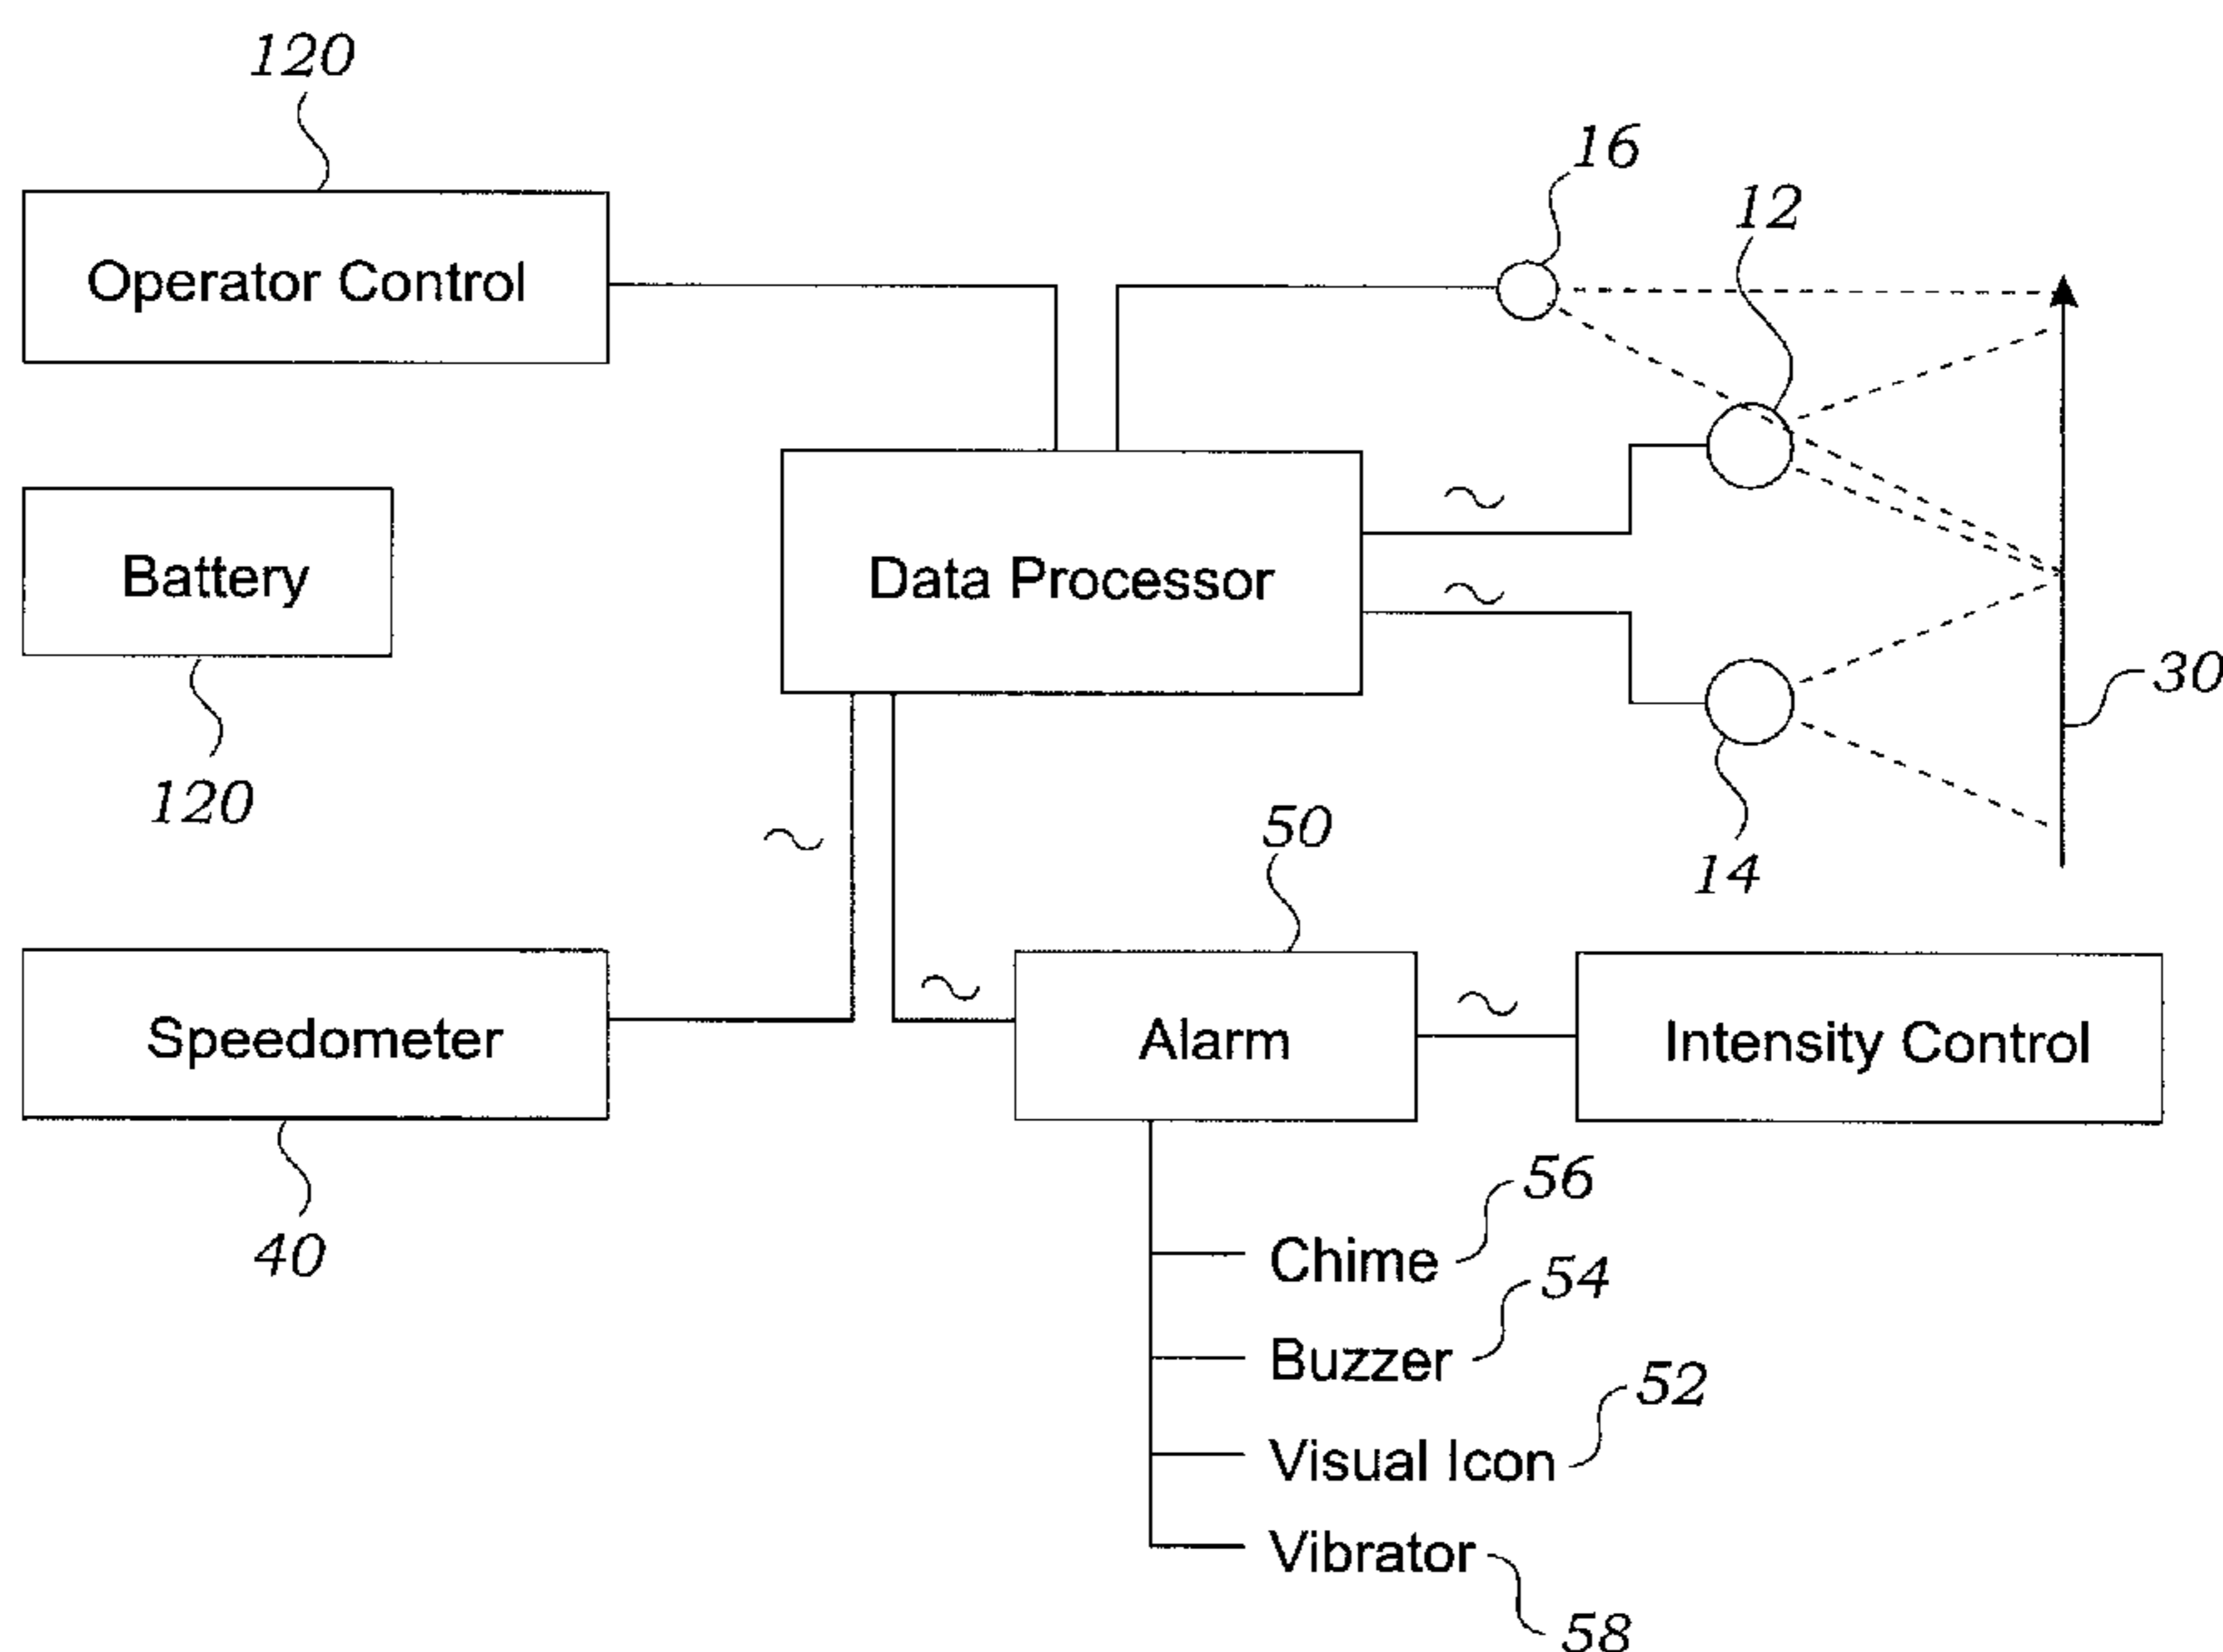 120
16
12
Operator Control
Battery
Data Processor
30
120
50
14
Speedometer
Alarm
Intensity Control
40
Chime 56
Buzzer 54
Visual Icon 52
Vibrator
58